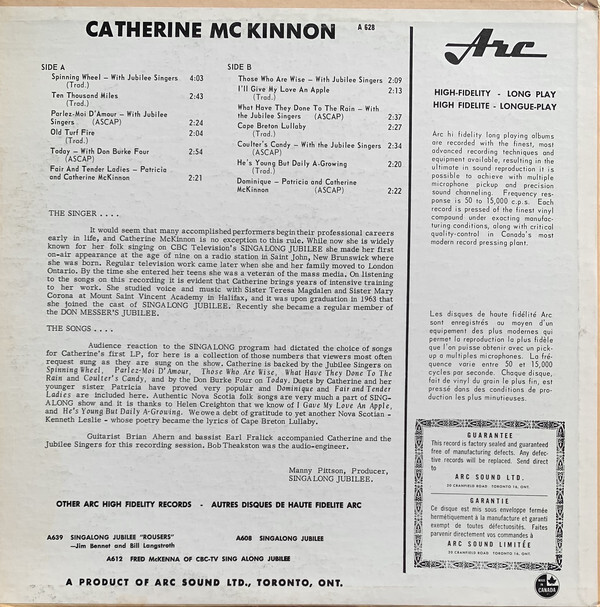 CATHERINE MC KINNON A 628
SIDE A
Spinning Wheel - With Jubilee Singers 4:03
(Trad.)
Ten Thousand Miles 2:43
(Trad.)
Parlez-Moi D'Amour - With Jubilee
Singers (ASCAP) 2:24
Old Turf Fire 2:04
(Trad.)
Today - With Don Burke Four 2:54
(ASCAP)
Fair And Tender Ladies - Patricia
and Catherine McKinnon 2:21
SIDE B
Those Who Are Wise - With Jubilee Singers 2:09
I'll Give My Love An Apple 2:13
(Trad.)
What Have They Done To The Rain - With
the Jubilee Singers (ASCAP) 2:37
Cape Breton Lullaby 2:27
(Trad.)
Coulter's Candy - With the Jubilee Singers 2:34
(ASCAP)
He's Young But Daily A-Growing 2:20
(Trad.)
Dominique - Patricia and Catherine
McKinnon (ASCAP) 2:22
THE SINGER . . . .
It would seem that many accomplished performers begin their professional careers
early in life, and Catherine McKinnon is no exception to this rule. While now she is widely
known for her folk singing on CBC Television's SINGALONG JUBILEE she made her first
on-air appearance at the age of nine on a radio station in Saint John, New Brunswick where
she was born. Regular television work came later when she and her family moved to London
Ontario. By the time she entered her teens she was a veteran of the mass media. On listening
to the songs on this recording it is evident that Catherine brings years of intensive training
to her work. She studied voice and music with Sister Teresa Magdalen and Sister Mary
Corona at Mount Saint Vincent Academy in Halifax, and it was upon graduation in 1963 that
she joined the cast of SINGALONG JUBILEE. Recently she became a regular member of
the DON MESSER'S JUBILEE.
THE SONGS . . . .
Audience reaction to the SINGALONG program had dictated the choice of songs
for Catherine's first LP, for here is a collection of those numbers that viewers most often
request sung as they are sung on the show. Catherine is backed by the Jubilee Singers on
Spinning Wheel, Parlez-Moi D'Amour, Those Who Are Wise, What Have They Done To The
Rain and Coulter's Candy, and by the Don Burke Four on Today. Duets by Catherine and her
younger sister Patricia have proved very popular and Dominique and Fair and Tender
Ladies are included here. Authentic Nova Scotia folk songs are very much a part of SING-
ALONG show and it is thanks to Helen Creighton that we know of I Gave My Love An Apple,
and He's Young But Daily A-Growing. We owe a debt of gratitude to yet another Nova Scotian -
Kenneth Leslie - whose poetry became the lyrics of Cape Breton Lullaby.
Guitarist Brian Ahern and bassist Earl Fralick accompanied Catherine and the
Jubilee Singers for this recording session. Bob Theakston was the audio-engineer.
Manny Pittson, Producer,
SINGALONG JUBILEE.
OTHER ARC HIGH FIDELITY RECORDS - AUTRES DISQUES DE HAUTE FIDELITE ARC
A639 SINGALONG JUBILEE "ROUSERS" A608 SINGALONG JUBILEE
—Jim Bennet and Bill Langstroth
A612 FRED McKENNA OF CBC-TV SING ALONG JUBILEE
A PRODUCT OF ARC SOUND LTD., TORONTO, ONT.
Arc
HIGH-FIDELITY - LONG PLAY
HIGH FIDELITE - LONGUE-PLAY
Arc hi fidelity long playing albums
are recorded with the finest, most
advanced recording techniques and
equipment available, resulting in the
ultimate in sound reproduction it is
possible to achieve with multiple
microphone pickup and precision
sound channeling. Frequency res-
ponse is 50 to 15,000 c.p.s. Each
record is pressed of the finest vinyl
compound under exacting manufac-
turing conditions, along with critical
quality-control in Canada's most
modern record pressing plant.
Les disques de haute fidélité Arc
sont enregistrés au moyen d'un
équipement des plus modernes qui
permet la reproduction la plus fidèle
que l'on puisse obtenir avec un pick-
up a multiples microphones. La fré-
quence varie entre 50 et 15,000
cycles par seconde. Chaque disque,
fait de vinyl du grain le plus fin, est
pressé dans des conditions de pro-
duction les plus minutieuses.
GUARANTEE
This record is factory sealed and guaranteed
free of manufacturing defects. Any defec-
tive records will be replaced. Send direct
to
ARC SOUND LTD.
20 CRANFIELD ROAD TORONTO 16, ONT.
GARANTIE
Ce disque est mis sous enveloppe fermée
hermétiquement à la manufacture et garanti
exempt de toutes défectuosités. Faites
parvenir directement vos commandes à
ARC SOUND LIMITÉE
20 CRANFIELD ROAD TORONTO 16, ONT.
MADE IN
CANADA